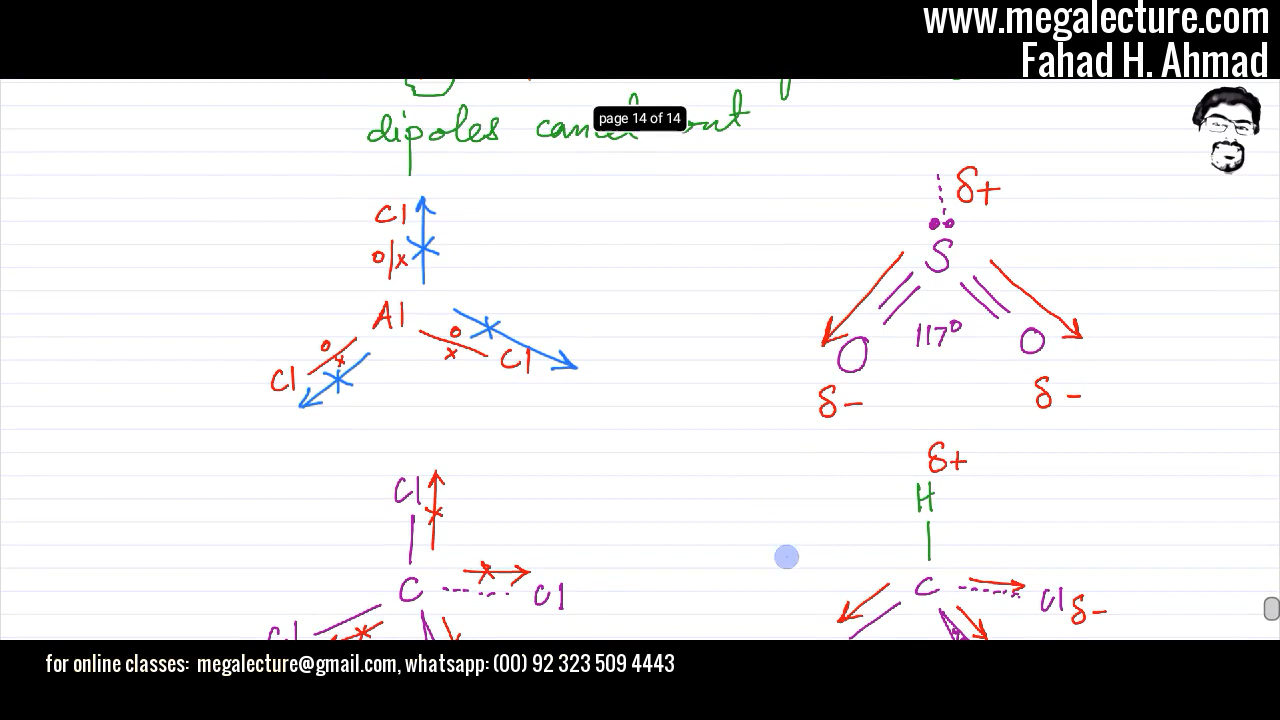 www.megalecture.com
Fahad H. Ahmad
dipoles cancel out
page 14 of 14
Cl
o/x
Al
o
x
Cl
o
x
Cl
δ+
S
117°
O
O
δ-
δ-
Cl
C
Cl
Cl
δ+
H
C
Cl δ-
for online classes: megalecture@gmail.com, whatsapp: (00) 92 323 509 4443